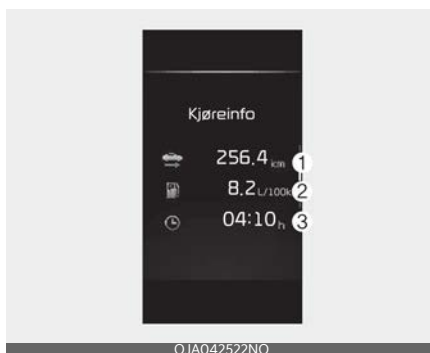 Kjøreinfo
256.4 km ①
8.2 L/100k ②
04:10 h ③
OJA042522NO